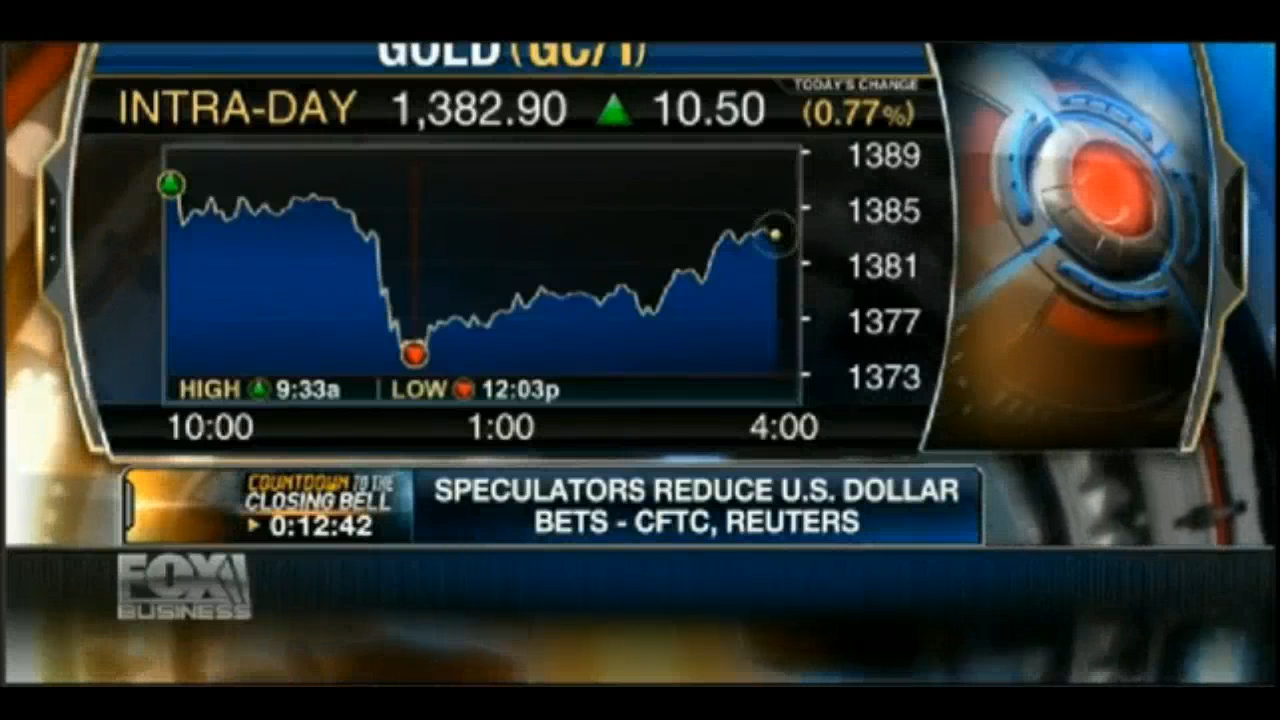 GOLD (GC/1)
TODAY'S CHANGE
INTRA-DAY 1,382.90 10.50 (0.77%)
1389
1385
1381
1377
1373
HIGH 9:33a LOW 12:03p
10:00 1:00 4:00
COUNTDOWN TO THE
CLOSING BELL
0:12:42
SPECULATORS REDUCE U.S. DOLLAR
BETS - CFTC, REUTERS
FOX
BUSINESS